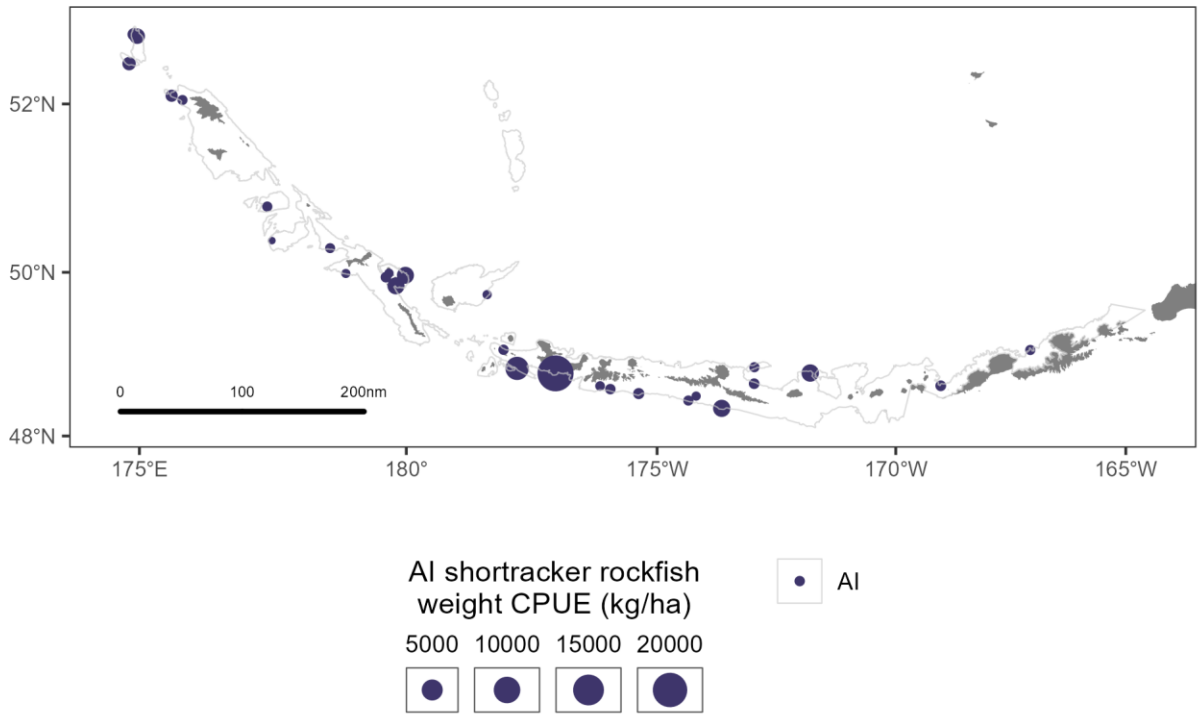 52°N
50°N
48°N
0 100 200nm
175°E 180° 175°W 170°W 165°W
AI shortracker rockfish
weight CPUE (kg/ha)
5000 10000 15000 20000
AI